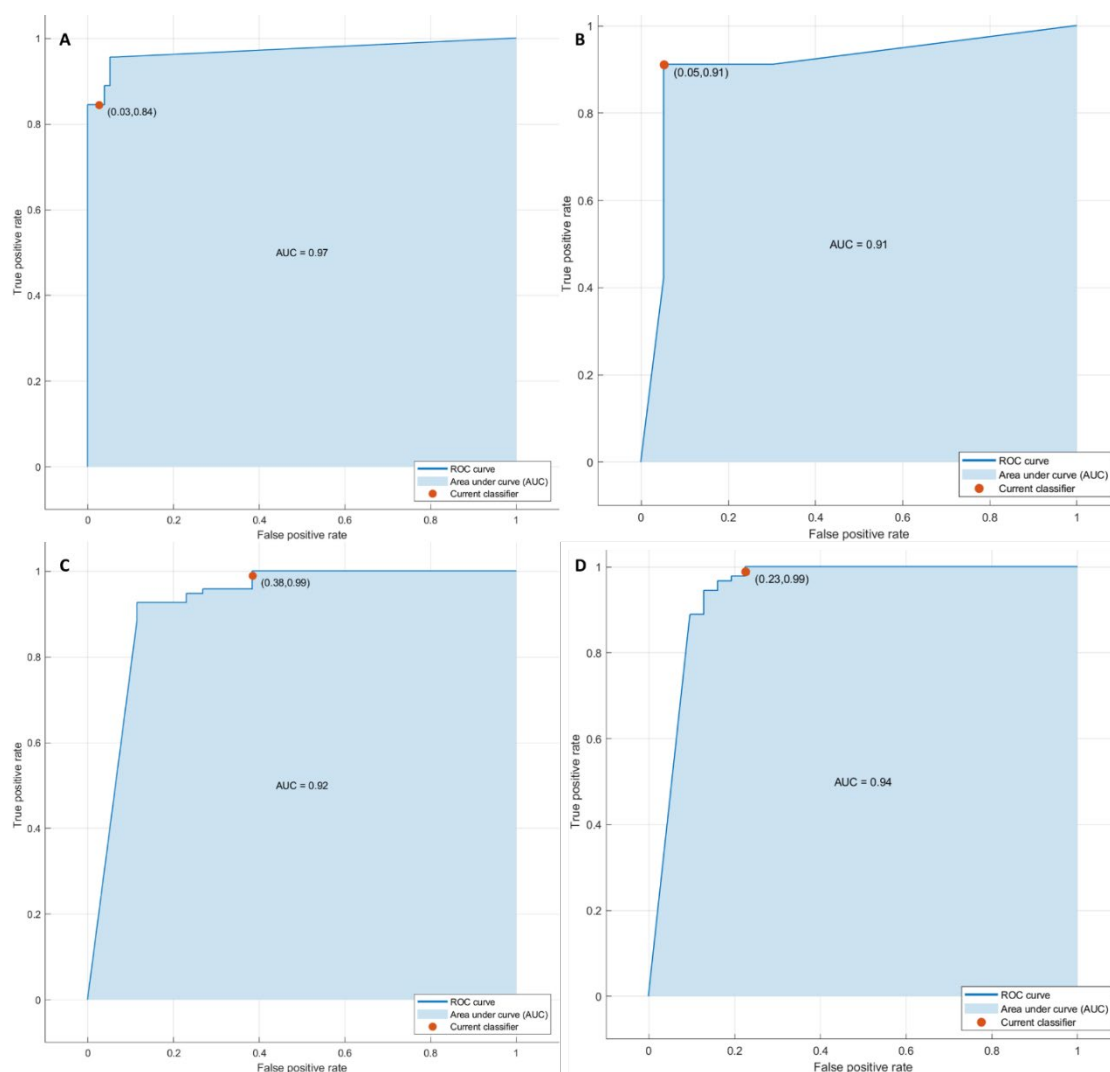 A
1
0.8
0.6
0.4
0.2
0
True positive rate
(0.03,0.84)
AUC = 0.97
ROC curve
Area under curve (AUC)
Current classifier
0 0.2 0.4 0.6 0.8 1
False positive rate
B
1
0.8
0.6
0.4
0.2
0
True positive rate
(0.05,0.91)
AUC = 0.91
ROC curve
Area under curve (AUC)
Current classifier
0 0.2 0.4 0.6 0.8 1
False positive rate
C
1
0.8
0.6
0.4
0.2
0
True positive rate
(0.38,0.99)
AUC = 0.92
ROC curve
Area under curve (AUC)
Current classifier
0 0.2 0.4 0.6 0.8 1
False positive rate
D
1
0.8
0.6
0.4
0.2
0
True positive rate
(0.23,0.99)
AUC = 0.94
ROC curve
Area under curve (AUC)
Current classifier
0 0.2 0.4 0.6 0.8 1
False positive rate